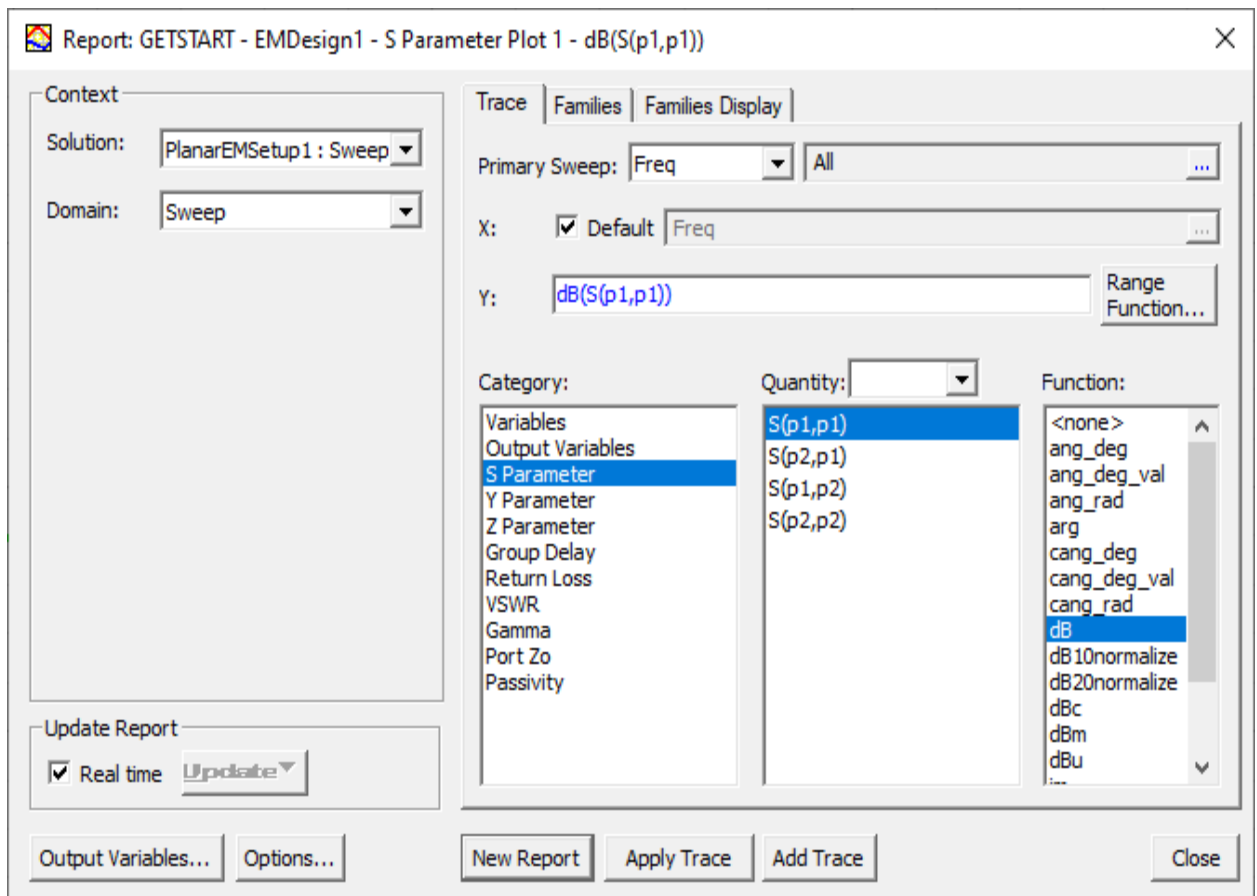 Report: GETSTART - EMDesign1 - S Parameter Plot 1 - dB(S(p1,p1))
Context
Solution:
PlanarEMSetup1 : Sweep
Domain:
Sweep
Update Report
Real time
Update
Trace
Families
Families Display
Primary Sweep:
Freq
All
...
X:
Default
Freq
...
Y:
dB(S(p1,p1))
Range
Function...
Category:
Variables
Output Variables
S Parameter
Y Parameter
Z Parameter
Group Delay
Return Loss
VSWR
Gamma
Port Zo
Passivity
Quantity:
S(p1,p1)
S(p2,p1)
S(p1,p2)
S(p2,p2)
Function:
<none>
ang_deg
ang_deg_val
ang_rad
arg
cang_deg
cang_deg_val
cang_rad
dB
dB10normalize
dB20normalize
dBc
dBm
dBu
Output Variables...
Options...
New Report
Apply Trace
Add Trace
Close